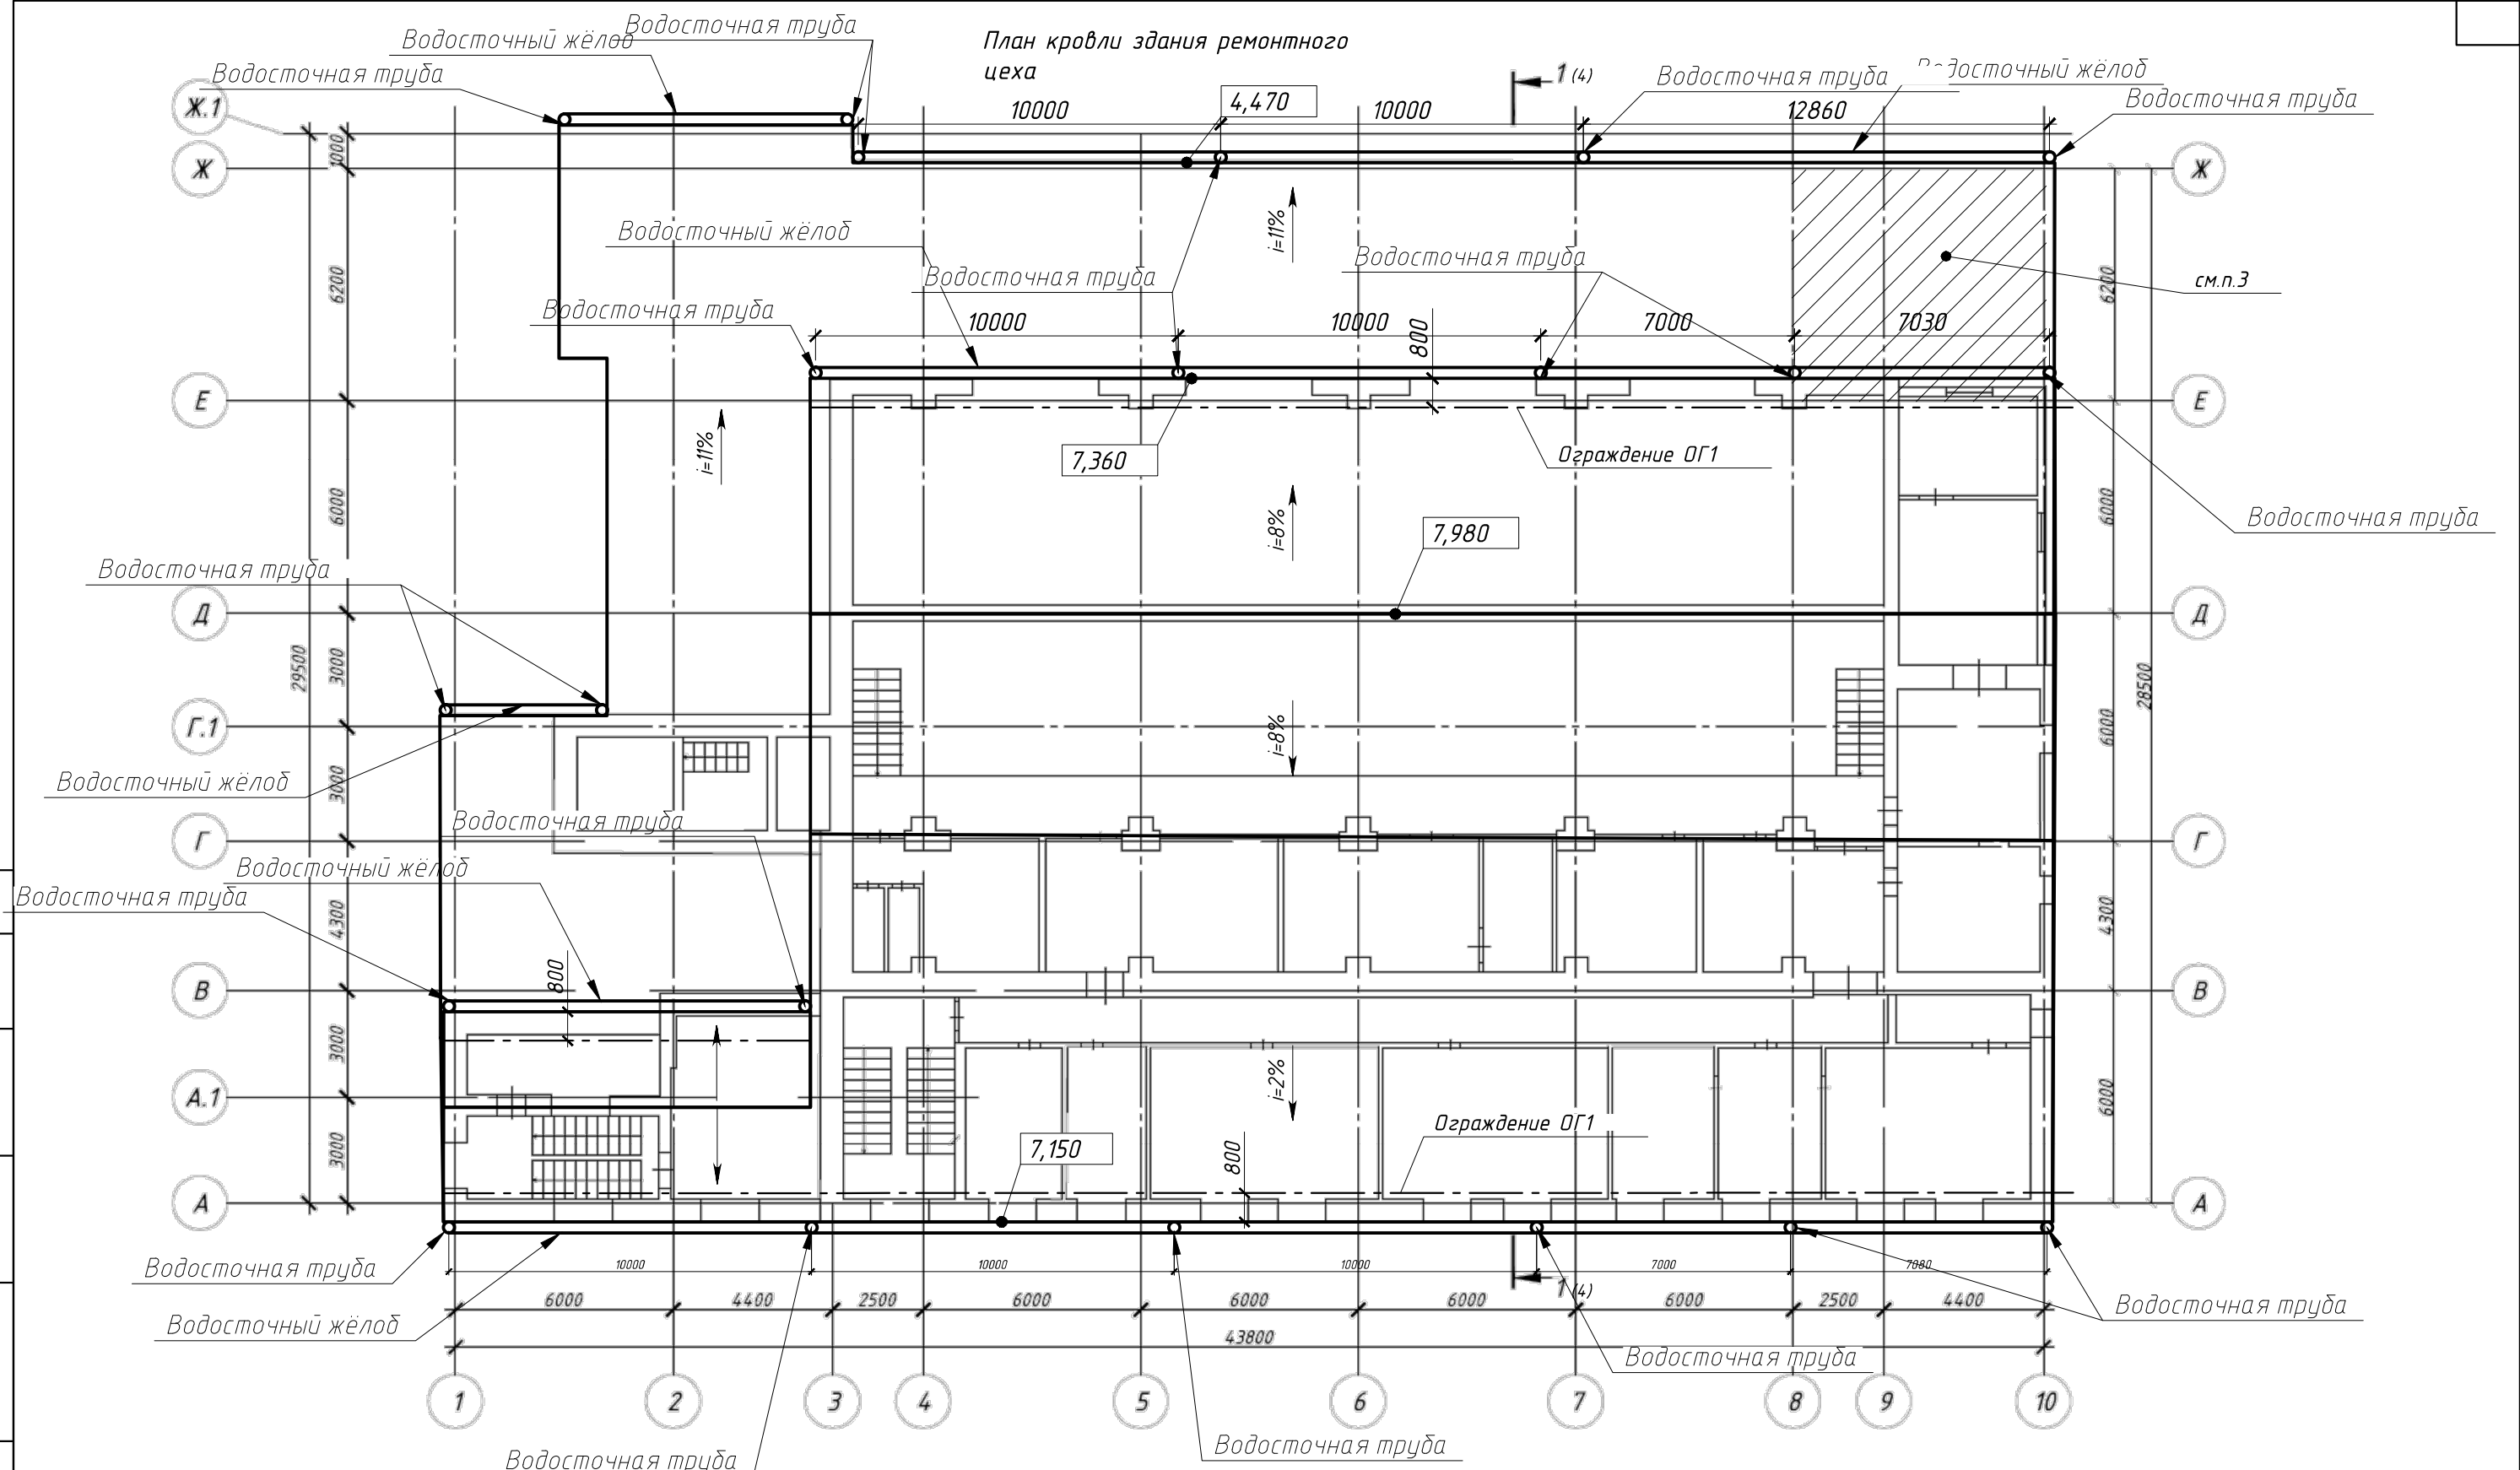 Водосточная труба
Водосточный жёлоб
Водосточная труба
План кровли здания ремонтного
цеха
1 (4)
Водосточная труба
Водосточный жёлоб
Водосточная труба
10000
4,470
10000
12860
Ж.1
Ж
Ж
1000
6200
i=11%
6200
см.п.3
Водосточный жёлоб
Водосточная труба
Водосточная труба
Водосточная труба
10000
10000
800
7000
7030
Е
Е
i=11%
7,360
Ограждение ОГ1
6000
i=8%
7,980
6000
Водосточная труба
Водосточная труба
Д
Д
29500
3000
28500
Г.1
i=8%
6000
Водосточный жёлоб
3000
Водосточная труба
Г
Г
Водосточный жёлоб
Водосточная труба
4300
4300
В
В
800
3000
i=2%
6000
А.1
Ограждение ОГ1
7,150
800
3000
А
А
Водосточная труба
10000
10000
10000
7000
7080
1 (4)
6000
4400
2500
6000
6000
6000
6000
2500
4400
Водосточная труба
Водосточный жёлоб
43800
Водосточная труба
1
2
3
4
5
6
7
8
9
10
Водосточная труба
Водосточная труба